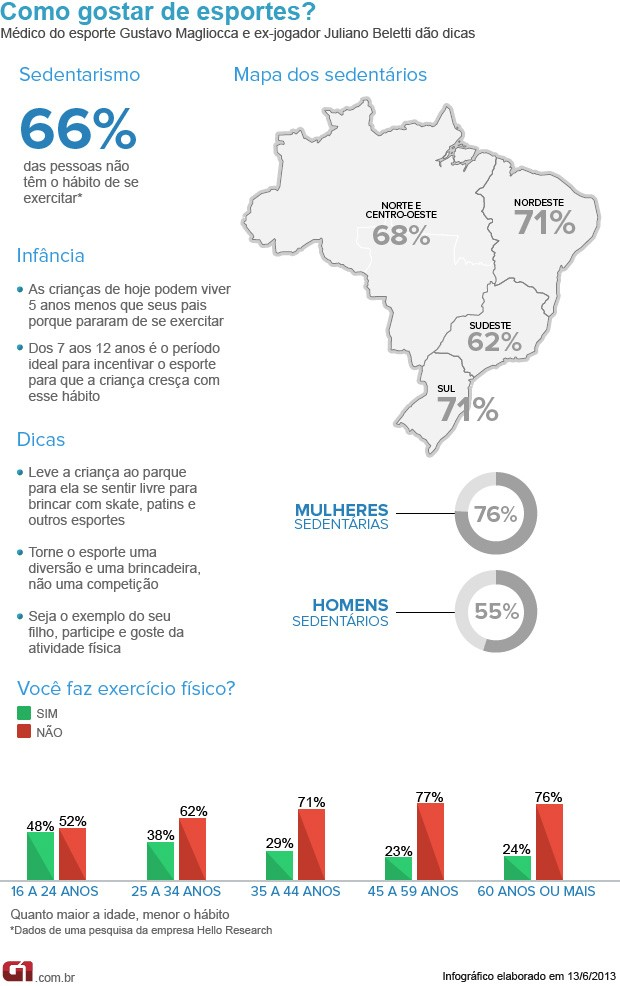 Como gostar de esportes?
Médico do esporte Gustavo Magliocca e ex-jogador Juliano Beletti dão dicas
Sedentarismo
66%
das pessoas não
têm o hábito de se
exercitar*
Mapa dos sedentários
NORTE E
CENTRO-OESTE
68%
NORDESTE
71%
SUDESTE
62%
SUL
71%
Infância
As crianças de hoje podem viver
5 anos menos que seus pais
porque pararam de se exercitar
Dos 7 aos 12 anos é o período
ideal para incentivar o esporte
para que a criança cresça com
esse hábito
Dicas
Leve a criança ao parque
para ela se sentir livre para
brincar com skate, patins e
outros esportes
Torne o esporte uma
diversão e uma brincadeira,
não uma competição
Seja o exemplo do seu
filho, participe e goste da
atividade física
MULHERES
SEDENTÁRIAS
76%
HOMENS
SEDENTÁRIOS
55%
Você faz exercício físico?
SIM
NÃO
48% 52%
38% 62%
29% 71%
23% 77%
24% 76%
16 A 24 ANOS
25 A 34 ANOS
35 A 44 ANOS
45 A 59 ANOS
60 ANOS OU MAIS
Quanto maior a idade, menor o hábito
*Dados de uma pesquisa da empresa Hello Research
G1.com.br
Infográfico elaborado em 13/6/2013